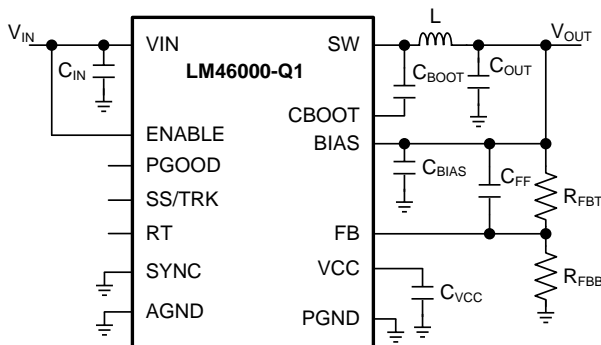 V_IN
VIN
SW
L
V_OUT
C_IN
LM46000-Q1
C_BOOT
C_OUT
CBOOT
ENABLE
BIAS
PGOOD
C_BIAS
C_FF
R_FBT
SS/TRK
RT
FB
SYNC
VCC
R_FBB
C_VCC
AGND
PGND